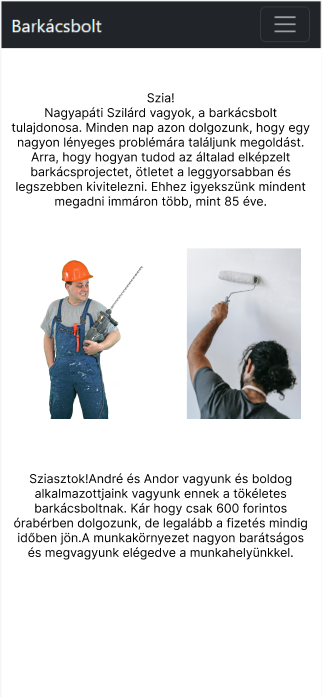 Barkácsbolt
Szia!
Nagyapáti Szilárd vagyok, a barkácsbolt
tulajdonosa. Minden nap azon dolgozunk, hogy egy
nagyon lényeges problémára találjunk megoldást.
Arra, hogy hogyan tudod az általad elképzelt
barkácsprojectet, ötletet a leggyorsabban és
legszebben kivitelezni. Ehhez igyekszünk mindent
megadni immáron több, mint 85 éve.
Sziasztok!André és Andor vagyunk és boldog
alkalmazottjaink vagyunk ennek a tökéletes
barkácsboltnak. Kár hogy csak 600 forintos
órabérben dolgozunk, de legalább a fizetés mindig
időben jön.A munkakörnyezet nagyon barátságos
és megvagyunk elégedve a munkahelyünkkel.